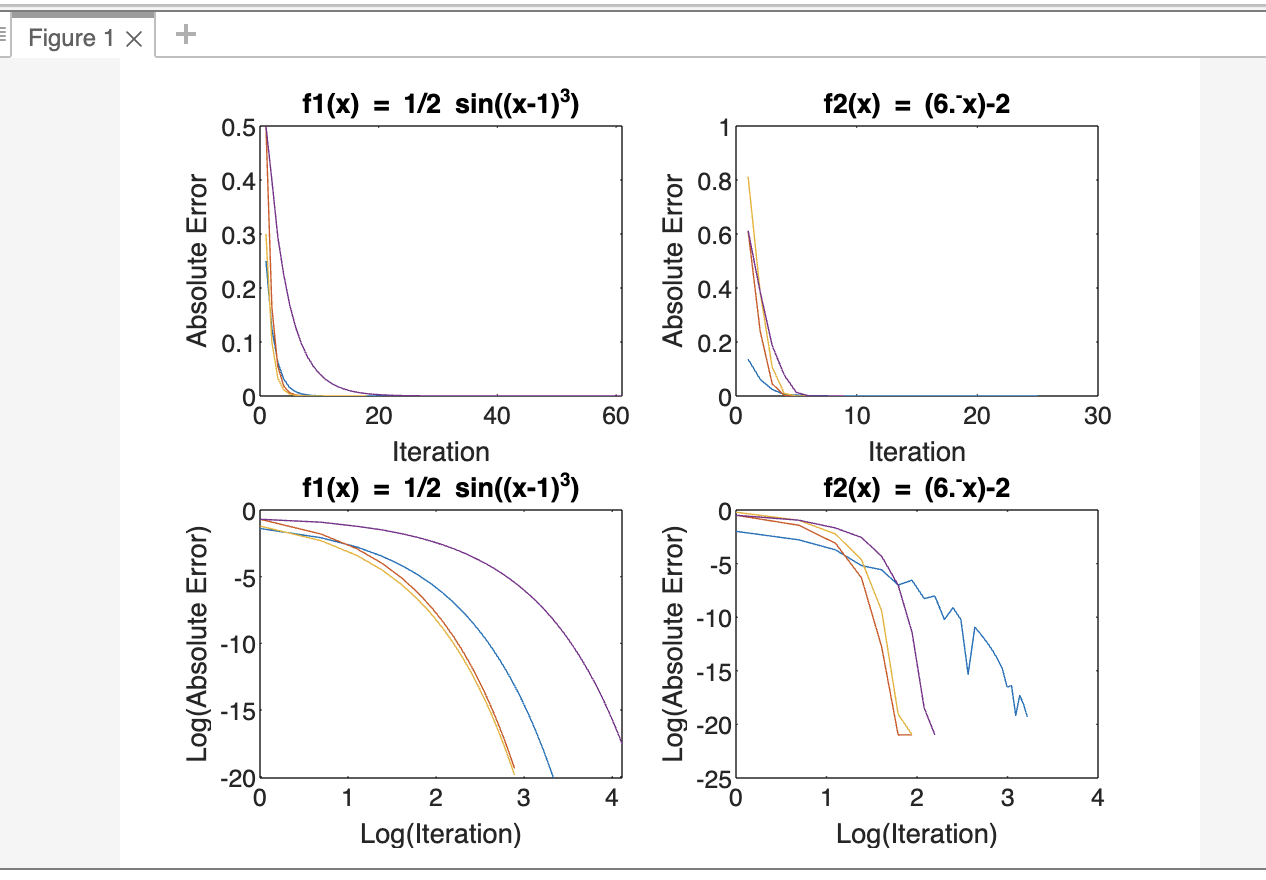 Figure 1 × +
f1(x) = 1/2 sin((x-1)³)
0.5
0.4
0.3
0.2
0.1
0
Absolute Error
0 20 40 60
Iteration
f2(x) = (6.-x)-2
1
0.8
0.6
0.4
0.2
0
Absolute Error
0 10 20 30
Iteration
f1(x) = 1/2 sin((x-1)³)
0
-5
-10
-15
-20
Log(Absolute Error)
0 1 2 3 4
Log(Iteration)
f2(x) = (6.-x)-2
0
-5
-10
-15
-20
-25
Log(Absolute Error)
0 1 2 3 4
Log(Iteration)